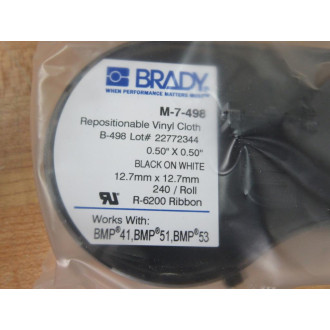 BRADY
WHEN PERFORMANCE MATTERS MOST
M-7-498
Repositionable Vinyl Cloth
B-498 Lot# 22772344
0.50" X 0.50"
BLACK ON WHITE
12.7mm x 12.7mm
240 / Roll
R-6200 Ribbon
Works With:
BMP®41,BMP®51,BMP®53